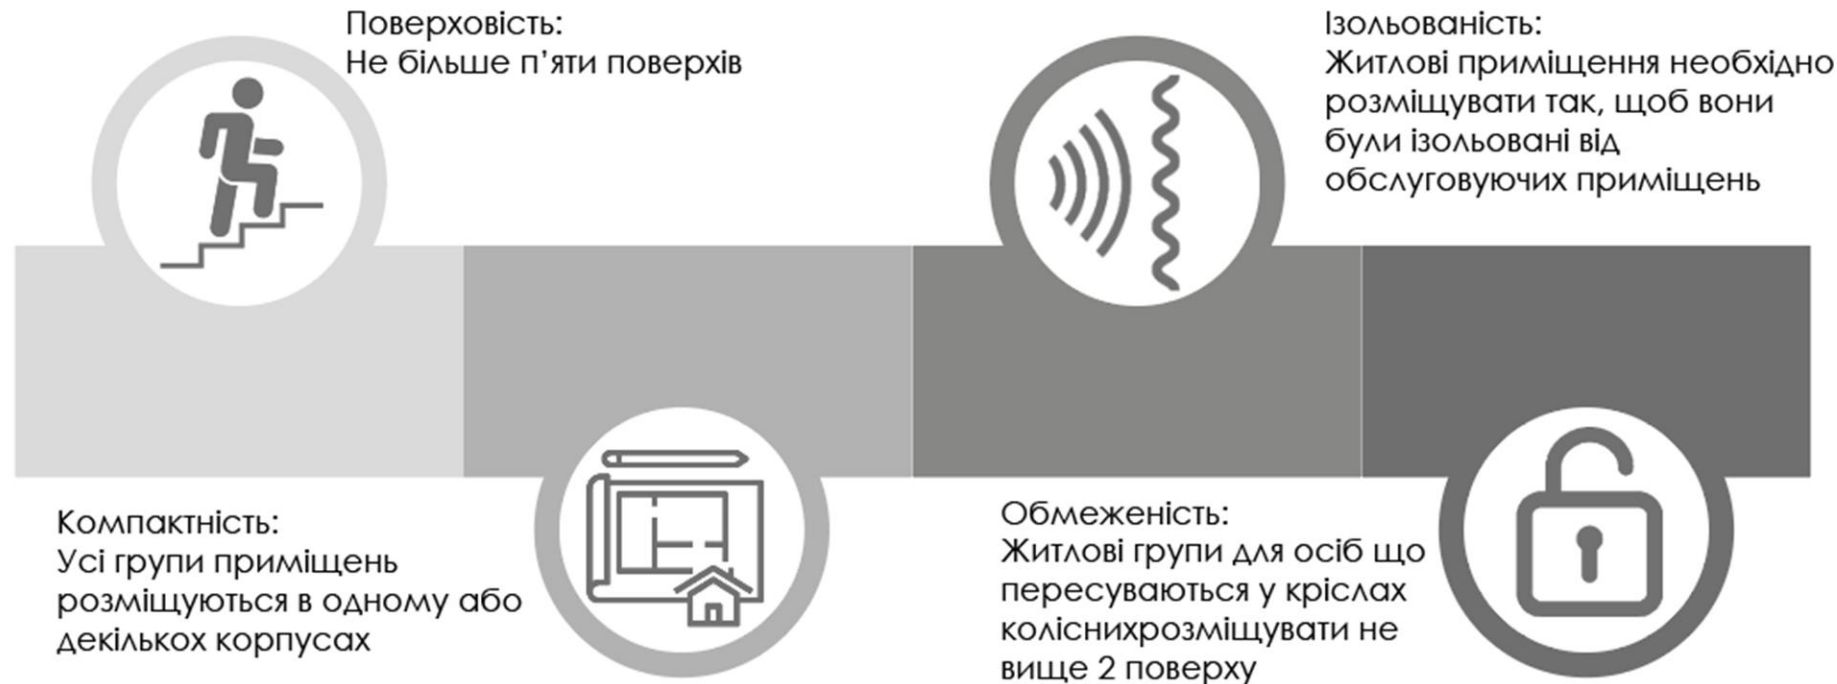 Поверховість:
Не більше п'яти поверхів
Компактність:
Усі групи приміщень
розміщуються в одному або
декількох корпусах
Ізольованість:
Житлові приміщення необхідно
розміщувати так, щоб вони
були ізольовані від
обслуговуючих приміщень
Обмеженість:
Житлові групи для осіб що
пересуваються у кріслах
коліснихрозміщувати не
вище 2 поверху